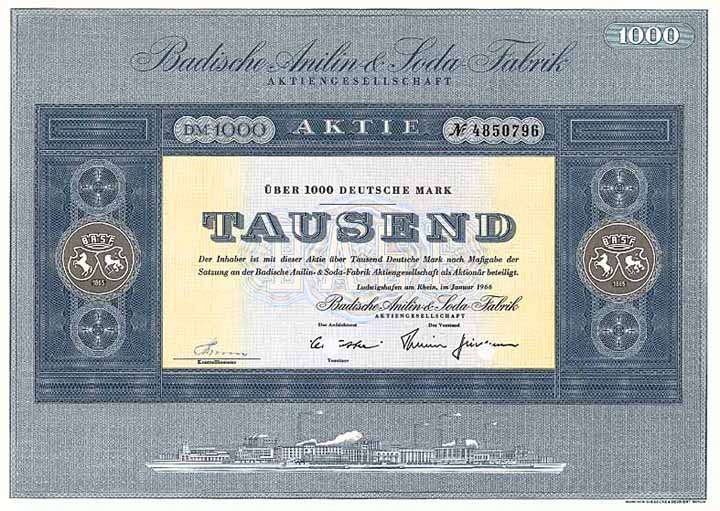 1000
Badische Anilin- & Soda-Fabrik
AKTIENGESELLSCHAFT
DM 1000
AKTIE
№ 4850796
ÜBER 1000 DEUTSCHE MARK
TAUSEND
Der Inhaber ist mit dieser Aktie über Tausend Deutsche Mark nach Maßgabe der
Satzung an der Badische Anilin- & Soda-Fabrik Aktiengesellschaft als Aktionär beteiligt.
Ludwigshafen am Rhein, im Januar 1966
Badische Anilin- & Soda-Fabrik
AKTIENGESELLSCHAFT
Der Aufsichtsrat
Der Vorstand
Kontrollbeamter
Vorsitzer
BASF
1865
BASF
1865